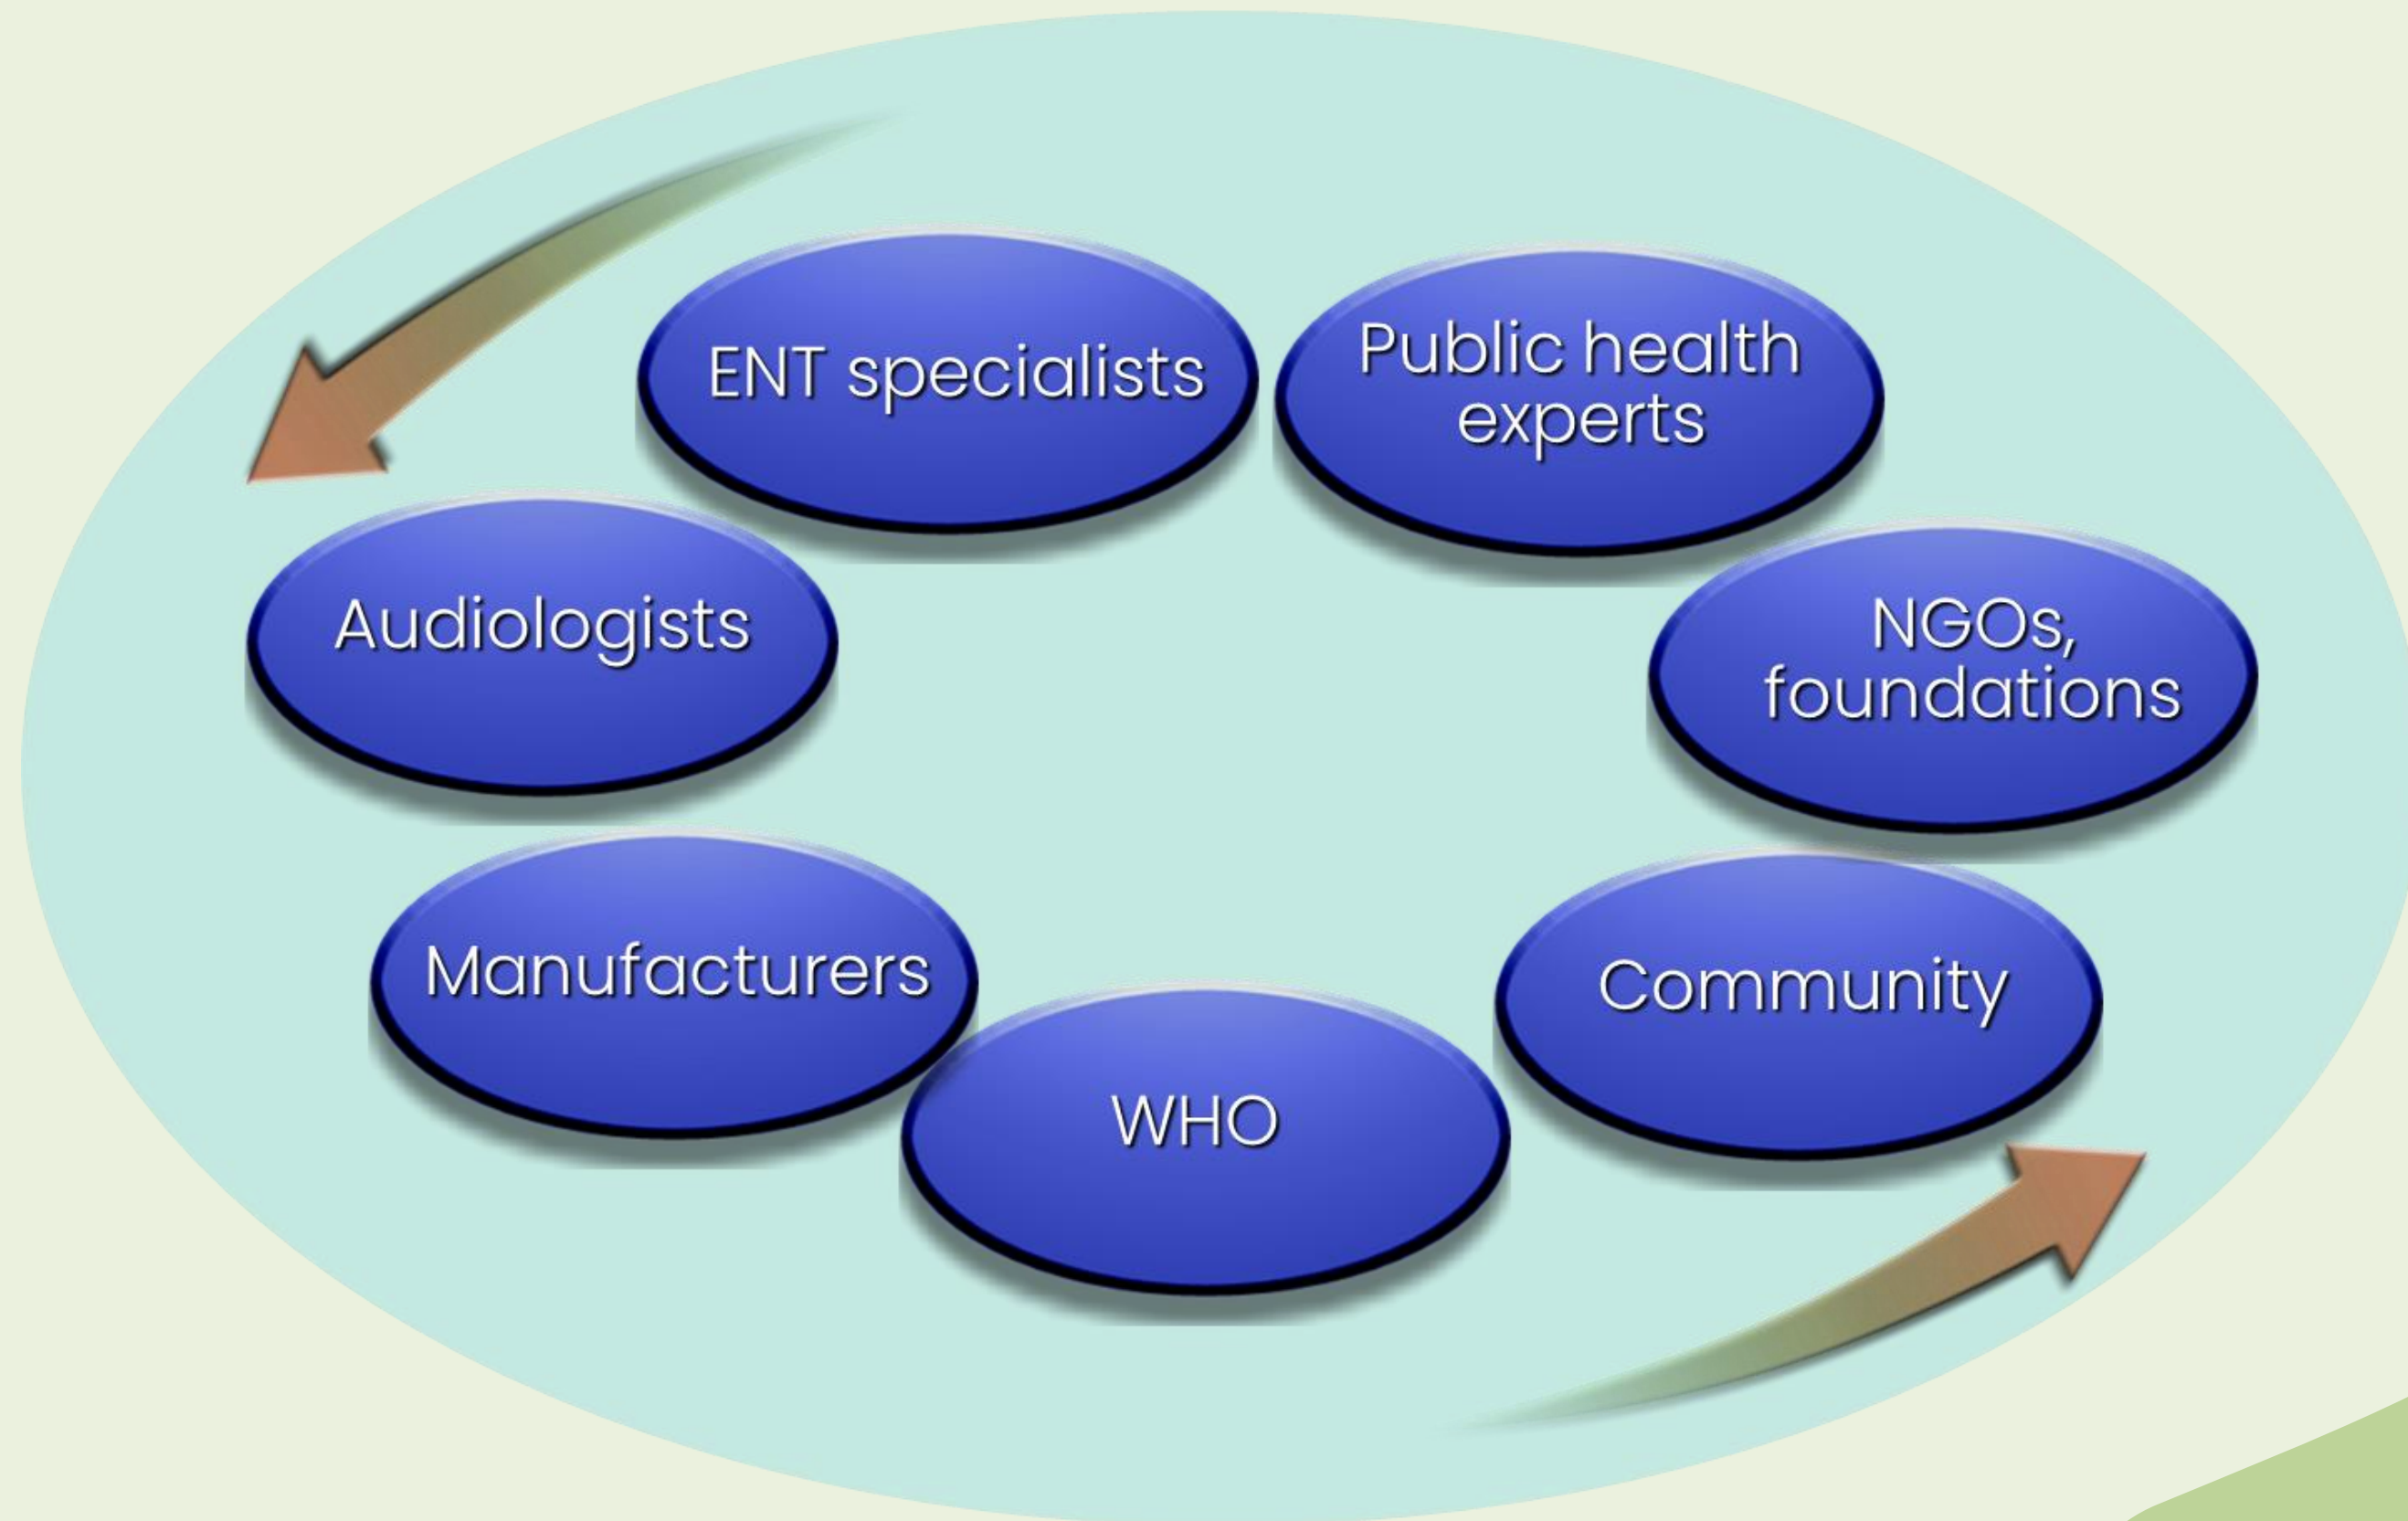 ENT specialists
Public health
experts
Audiologists
NGOs,
foundations
Manufacturers
Community
WHO